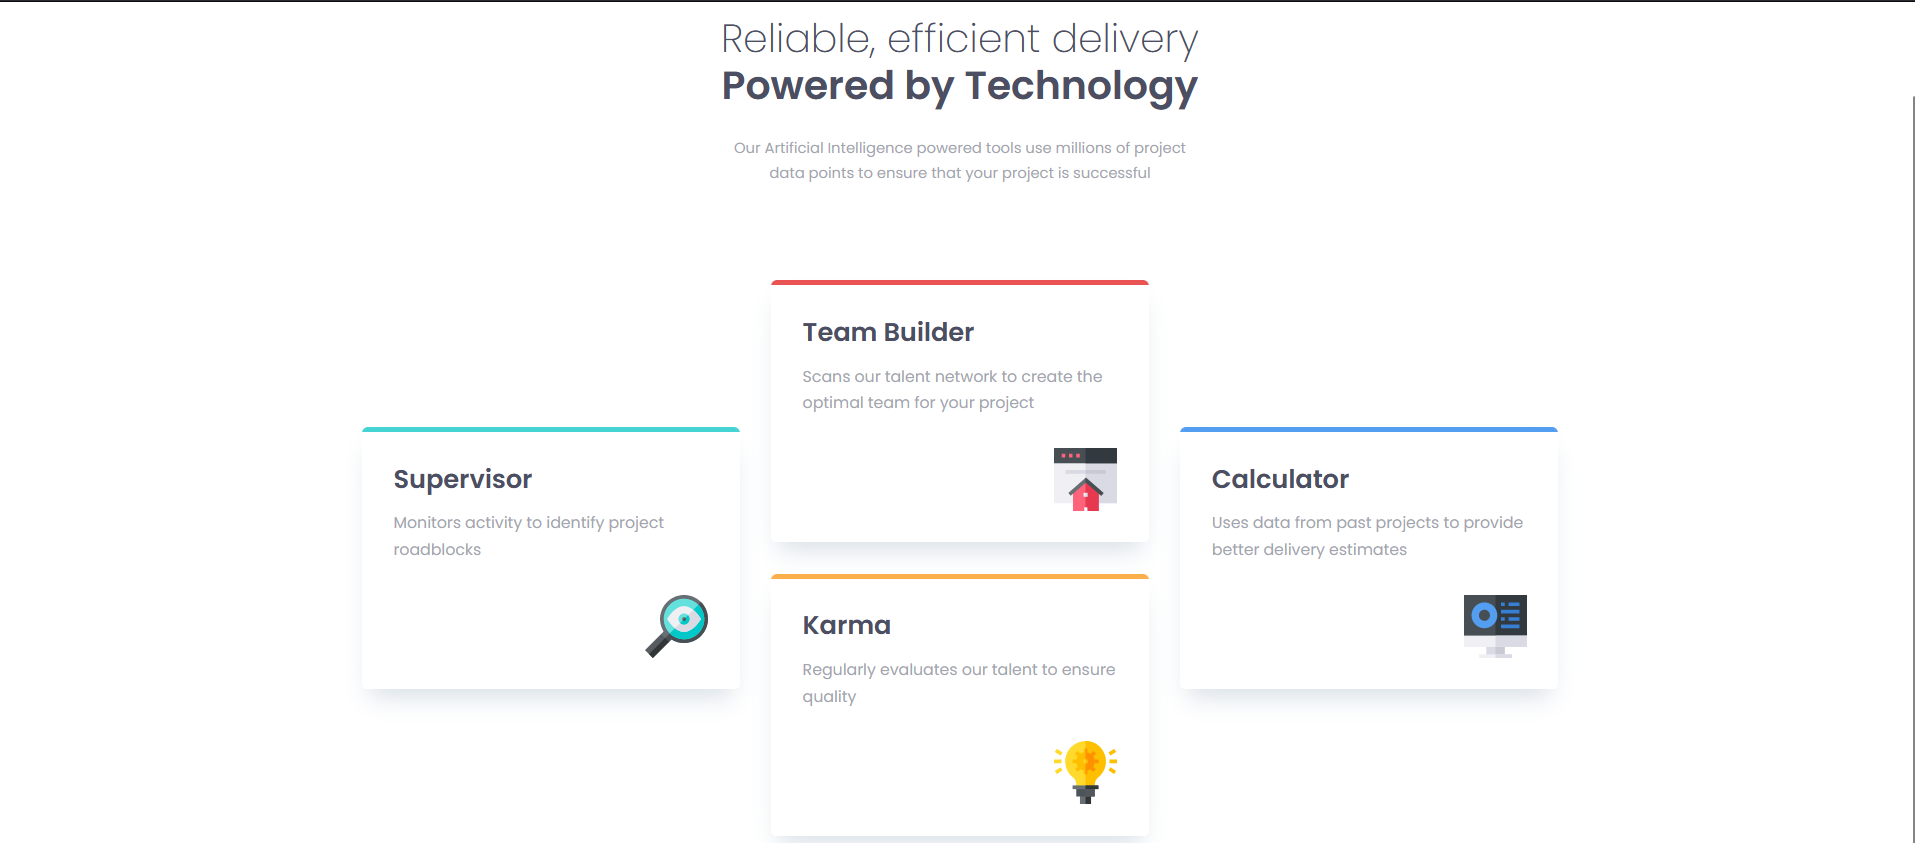 Reliable, efficient delivery
Powered by Technology
Our Artificial Intelligence powered tools use millions of project
data points to ensure that your project is successful
Team Builder
Scans our talent network to create the
optimal team for your project
Supervisor
Monitors activity to identify project
roadblocks
Calculator
Uses data from past projects to provide
better delivery estimates
Karma
Regularly evaluates our talent to ensure
quality